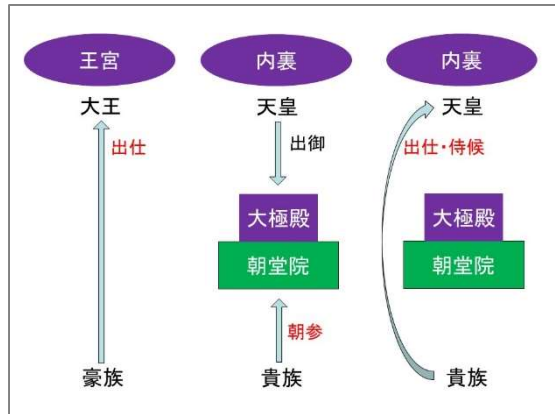 王宮
大王
出仕
豪族
内裏
天皇
出御
大極殿
朝堂院
朝参
貴族
内裏
天皇
出仕・侍候
大極殿
朝堂院
貴族